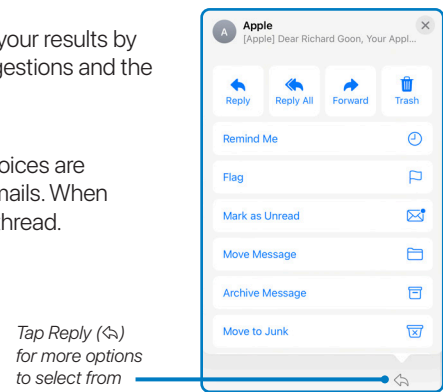 your results by
gestions and the
oices are
mails. When
thread.
Tap Reply
for more options
to select from
A
Apple
[Apple] Dear Richard Goon, Your Appl...
Reply Reply All Forward Trash
Remind Me
Flag
Mark as Unread
Move Message
Archive Message
Move to Junk